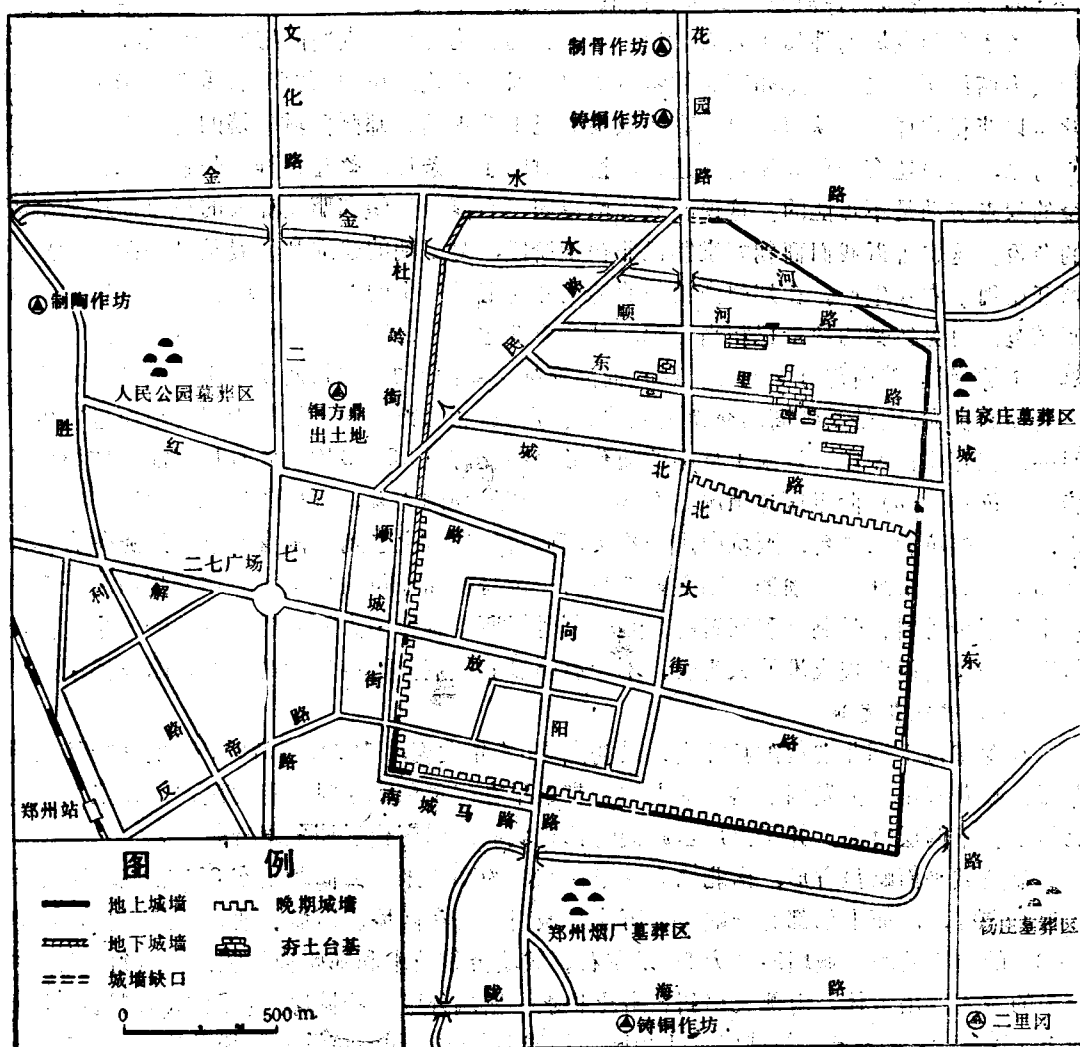 制骨作坊
铸铜作坊
文化路
花园路
金水路
金水河
制陶作坊
人民公园墓葬区
铜方鼎
出土地
杜岭街
人民路
顺河路
东里路
白家庄墓葬区
城北路
北大街
城东路
红卫路
胜利路
二七广场
二七路
顺城街
解放路
向阳路
反帝路
郑州站
南城马路
郑州烟厂墓葬区
杨庄墓葬区
陇海路
铸铜作坊
二里冈
图例
地上城墙
晚期城墙
地下城墙
夯土台基
城墙缺口
0 500 m